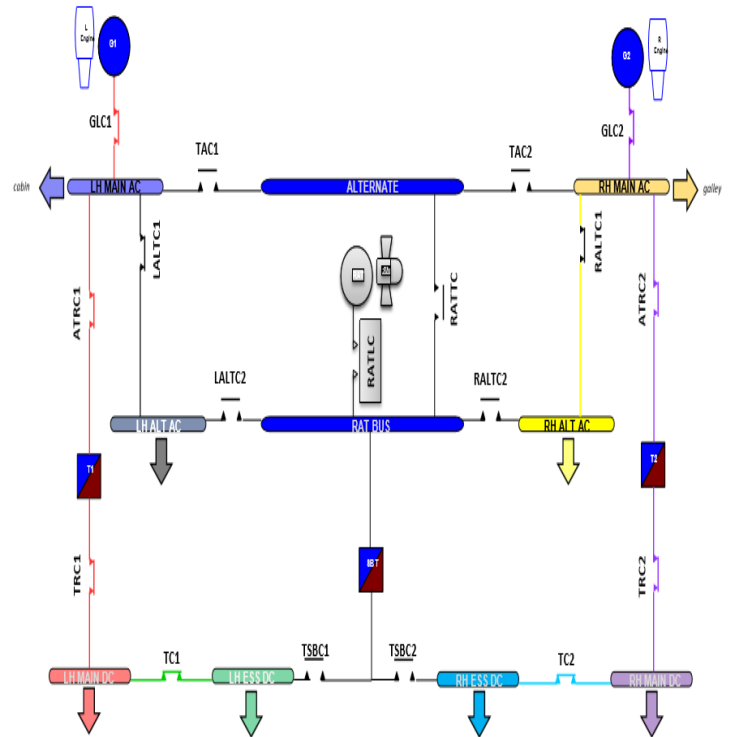 L
Engine
G1
G2
R
Engine
GLC1
GLC2
TAC1
TAC2
cabin
LH MAIN AC
ALTERNATE
RH MAIN AC
galley
LALTC1
RALTC1
ATRC1
RATTC
ATRC2
RATLC
LALTC2
RALTC2
LH ALT AC
RAT BUS
RH ALT AC
T1
T2
TRC1
TRC2
TC1
TSBC1
TSBC2
TC2
LH MAIN DC
LH ESS DC
RH ESS DC
RH MAIN DC